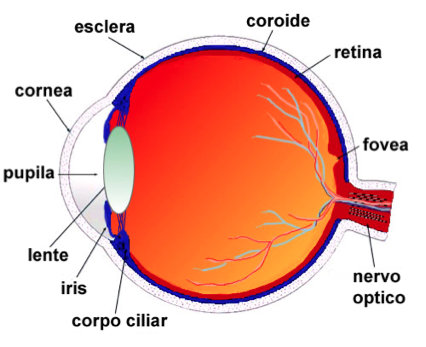 coroide
esclera
retina
cornea
fovea
pupila
lente
iris
nervo
optico
corpo ciliar